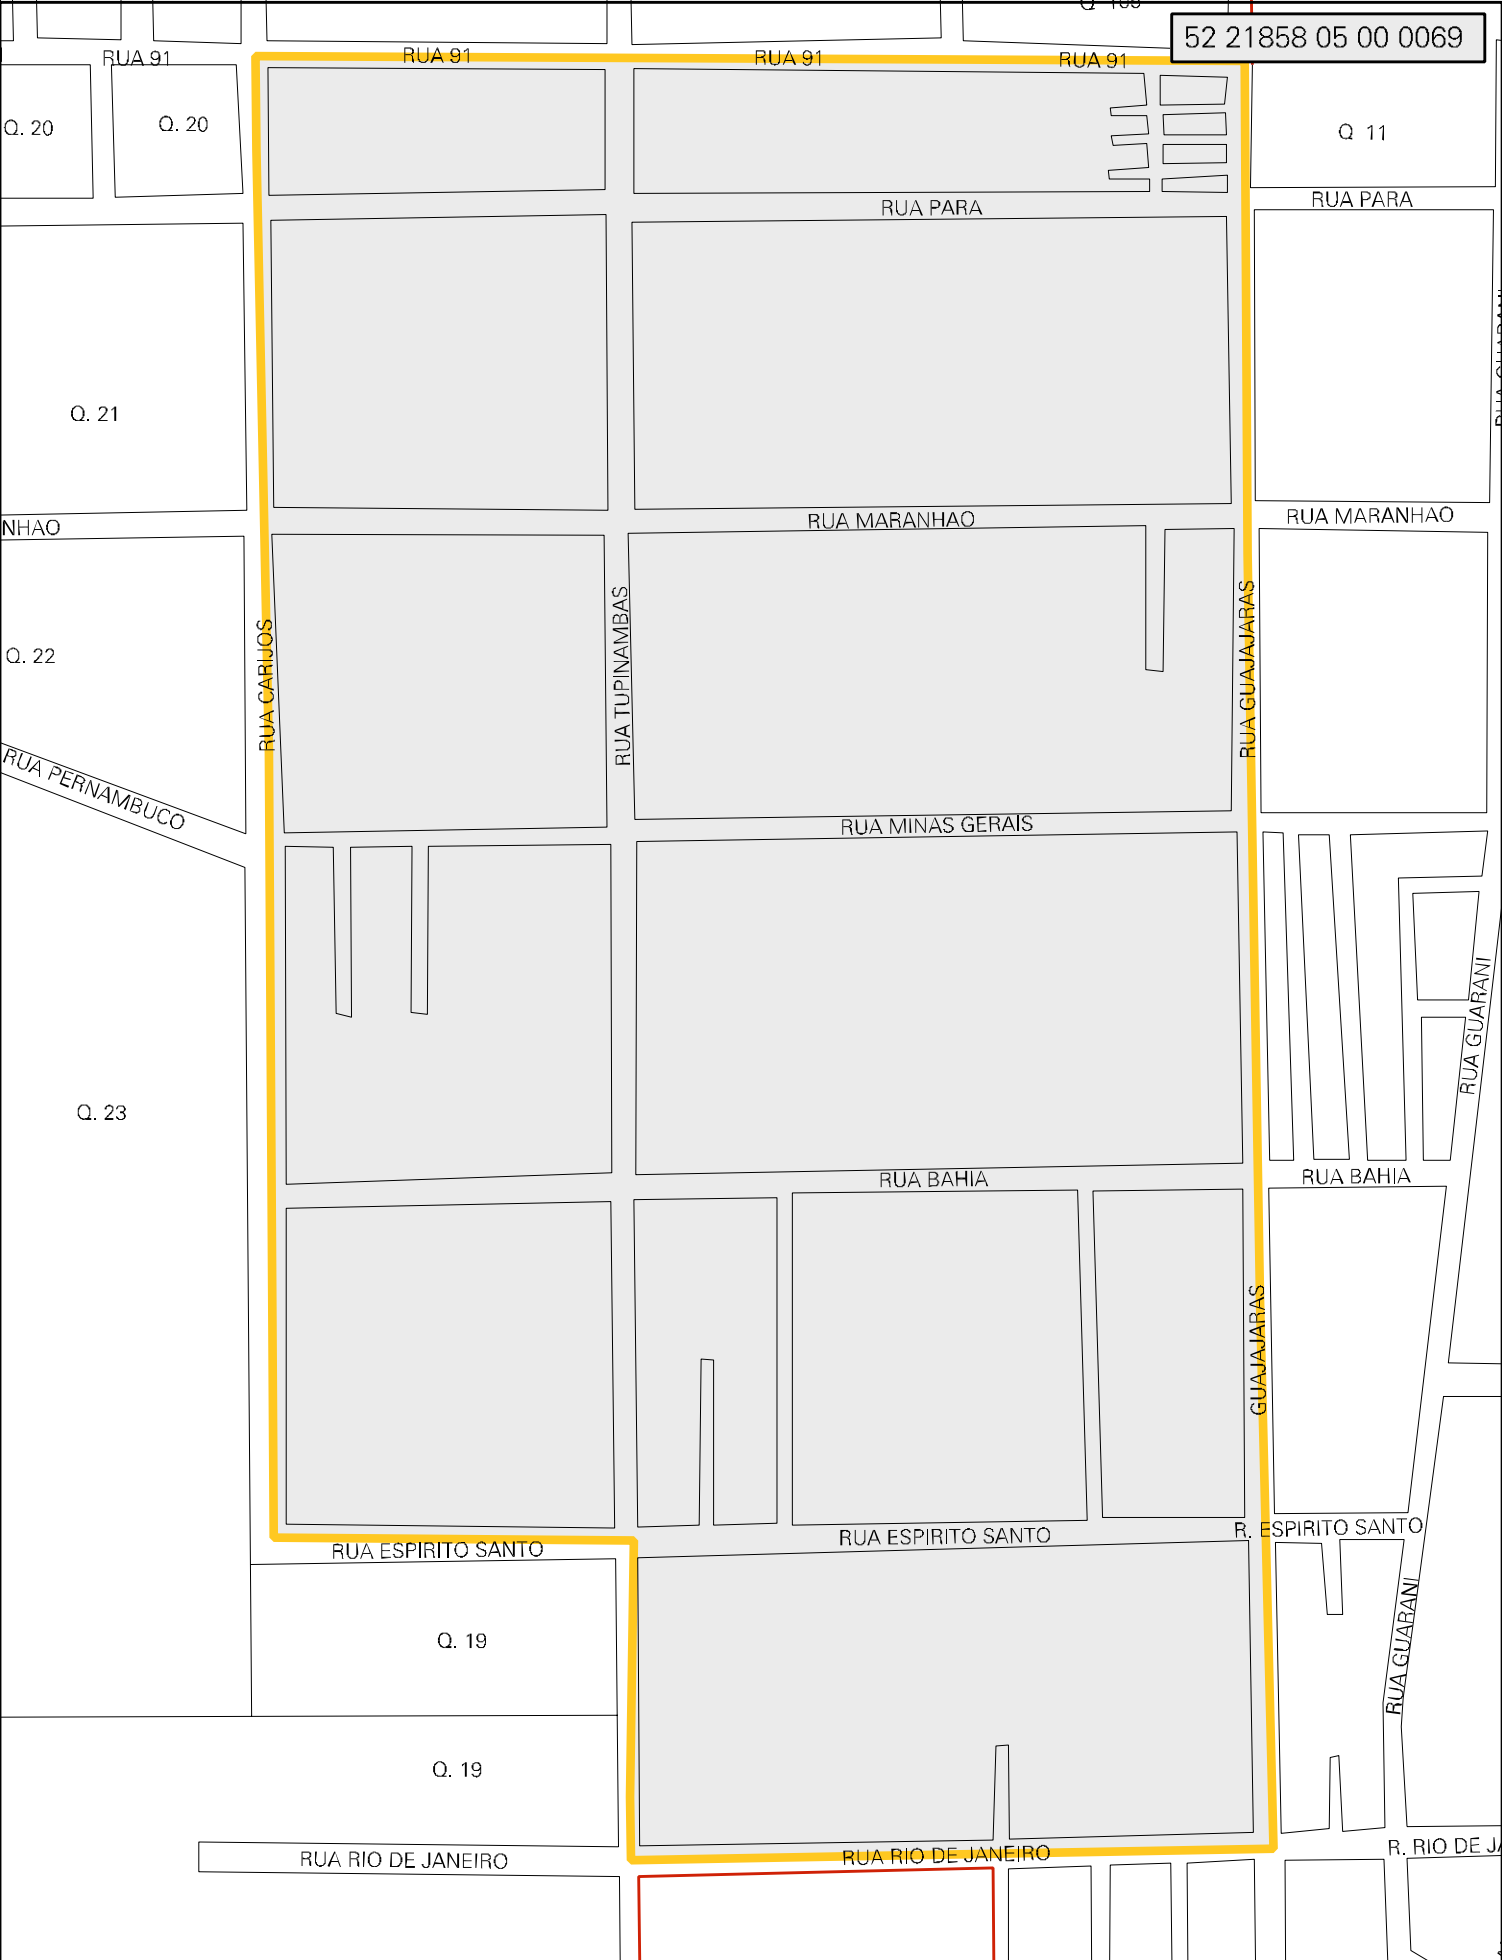 52 21858 05 00 0069
RUA 91
RUA 91
RUA 91
RUA 91
Q. 20
Q. 20
Q 11
RUA PARA
RUA PARA
Q. 21
NHAO
RUA MARANHAO
RUA MARANHAO
RUA CARIJOS
RUA TUPINAMBAS
RUA GUAJAJARAS
Q. 22
RUA PERNAMBUCO
RUA MINAS GERAIS
RUA GUARANI
Q. 23
RUA BAHIA
RUA BAHIA
GUAJAJARAS
RUA ESPIRITO SANTO
RUA ESPIRITO SANTO
R. ESPIRITO SANTO
RUA GUARANI
Q. 19
Q. 19
RUA RIO DE JANEIRO
RUA RIO DE JANEIRO
R. RIO DE JA